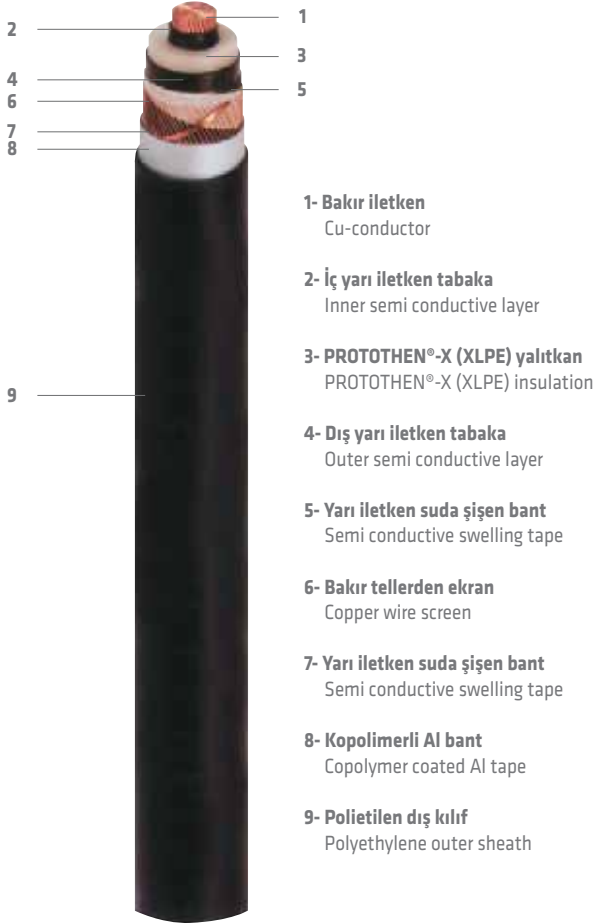 1
2
3
4
5
6
7
8
9
1- Bakır iletken
Cu-conductor
2- İç yarı iletken tabaka
Inner semi conductive layer
3- PROTOTHEN®-X (XLPE) yalıtkan
PROTOTHEN®-X (XLPE) insulation
4- Dış yarı iletken tabaka
Outer semi conductive layer
5- Yarı iletken suda şişen bant
Semi conductive swelling tape
6- Bakır tellerden ekran
Copper wire screen
7- Yarı iletken suda şişen bant
Semi conductive swelling tape
8- Kopolimerli Al bant
Copolymer coated Al tape
9- Polietilen dış kılıf
Polyethylene outer sheath